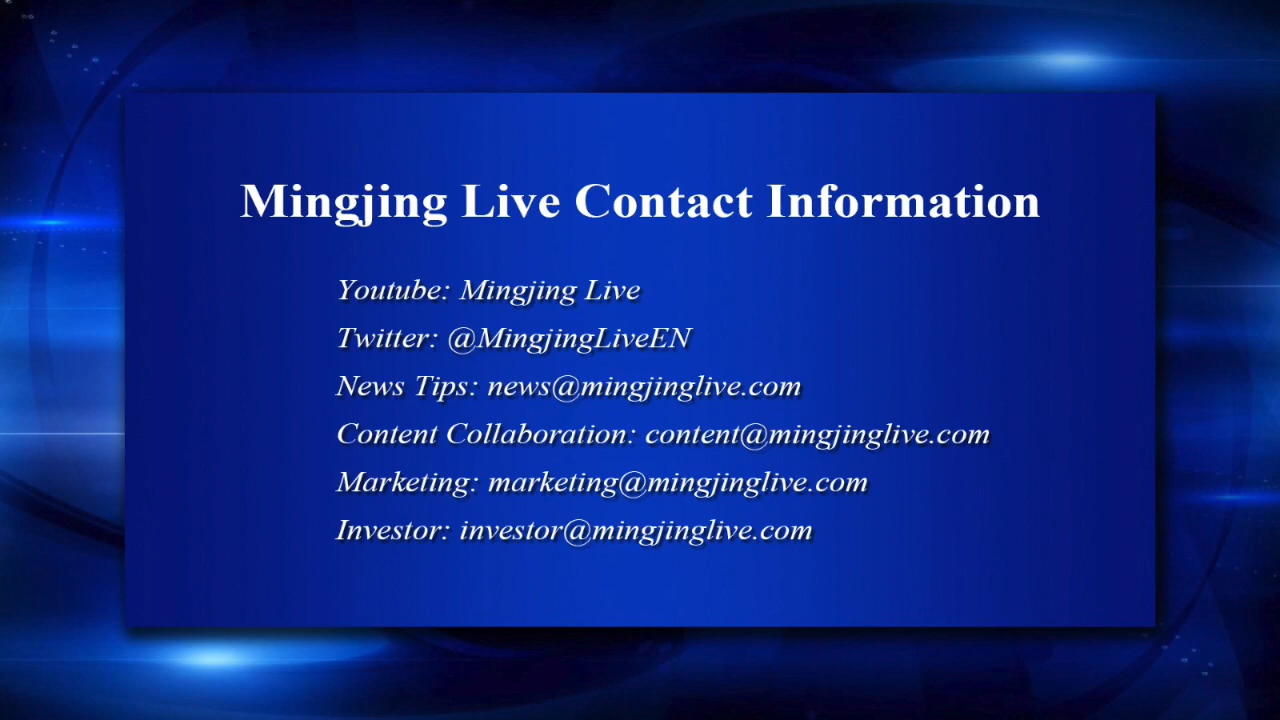 Mingjing Live Contact Information
Youtube: Mingjing Live
Twitter: @MingjingLiveEN
News Tips: news@mingjinglive.com
Content Collaboration: content@mingjinglive.com
Marketing: marketing@mingjinglive.com
Investor: investor@mingjinglive.com